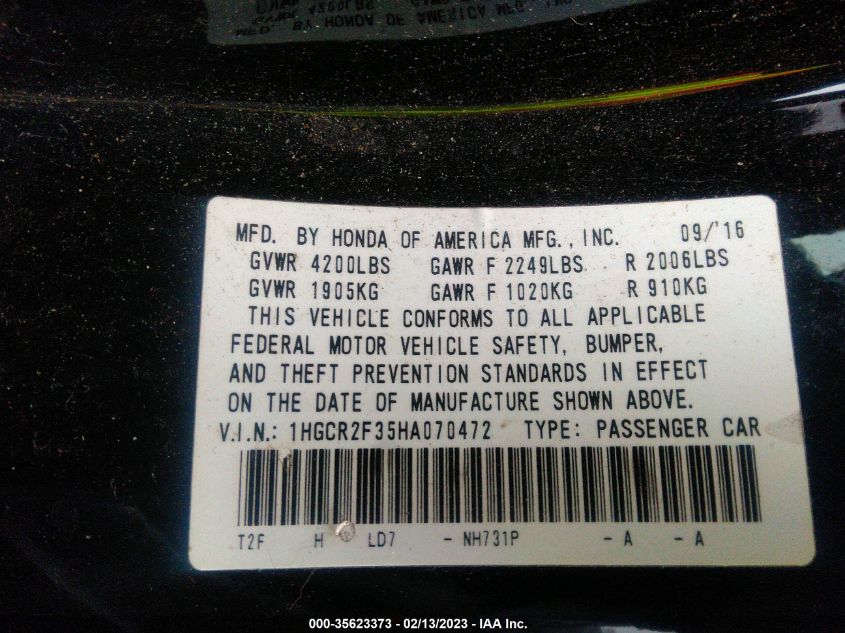 MFD. BY HONDA OF AMERICA MFG., INC. 09/'16
GVWR 4200LBS GAWR F 2249LBS R 2006LBS
GVWR 1905KG GAWR F 1020KG R 910KG
THIS VEHICLE CONFORMS TO ALL APPLICABLE
FEDERAL MOTOR VEHICLE SAFETY, BUMPER,
AND THEFT PREVENTION STANDARDS IN EFFECT
ON THE DATE OF MANUFACTURE SHOWN ABOVE.
V.I.N.: 1HGCR2F35HA070472 TYPE: PASSENGER CAR
T2F H LD7 - NH731P - A - A
000-35623373 - 02/13/2023 - IAA Inc.